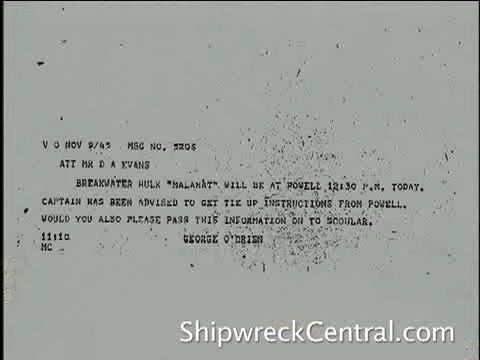 V O NOV 9/45 MSG NO. 5206
ATT MR D A EVANS
BREAKWATER HULK "MALAHAT" WILL BE AT POWELL 12:30 P.M. TODAY.
CAPTAIN HAS BEEN ADVISED TO GET TIE UP INSTRUCTIONS FROM POWELL.
WOULD YOU ALSO PLEASE PASS THIS INFORMATION ON TO SCOULAR.
11:10 GEORGE O'BRIEN
MC
ShipwreckCentral.com